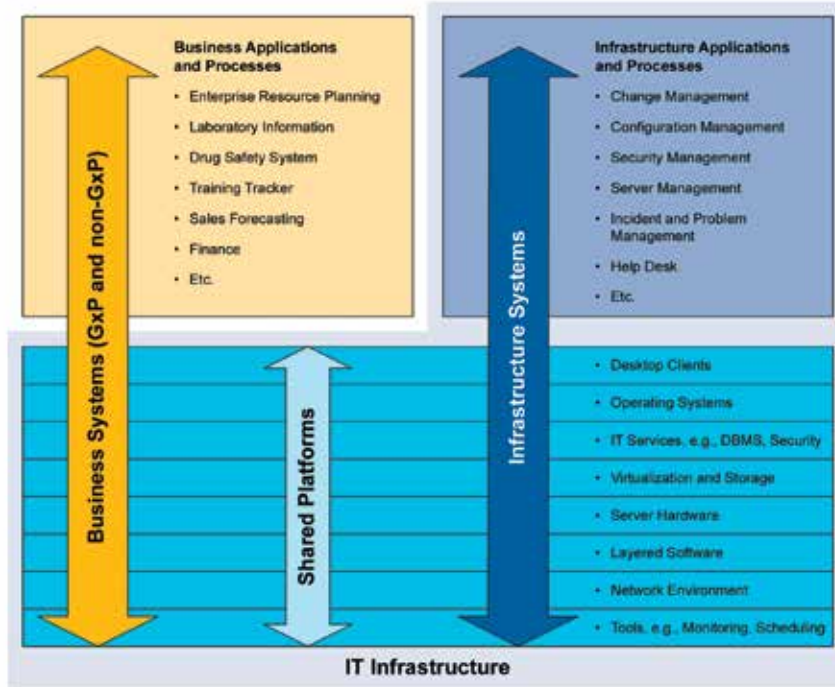 Business Applications
and Processes
• Enterprise Resource Planning
• Laboratory Information
• Drug Safety System
• Training Tracker
• Sales Forecasting
• Finance
• Etc.
Infrastructure Applications
and Processes
• Change Management
• Configuration Management
• Security Management
• Server Management
• Incident and Problem
Management
• Help Desk
• Etc.
Business Systems (GxP and non-GxP)
Shared Platforms
Infrastructure Systems
• Desktop Clients
• Operating Systems
• IT Services, e.g., DBMS, Security
• Virtualization and Storage
• Server Hardware
• Layered Software
• Network Environment
• Tools, e.g., Monitoring, Scheduling
IT Infrastructure